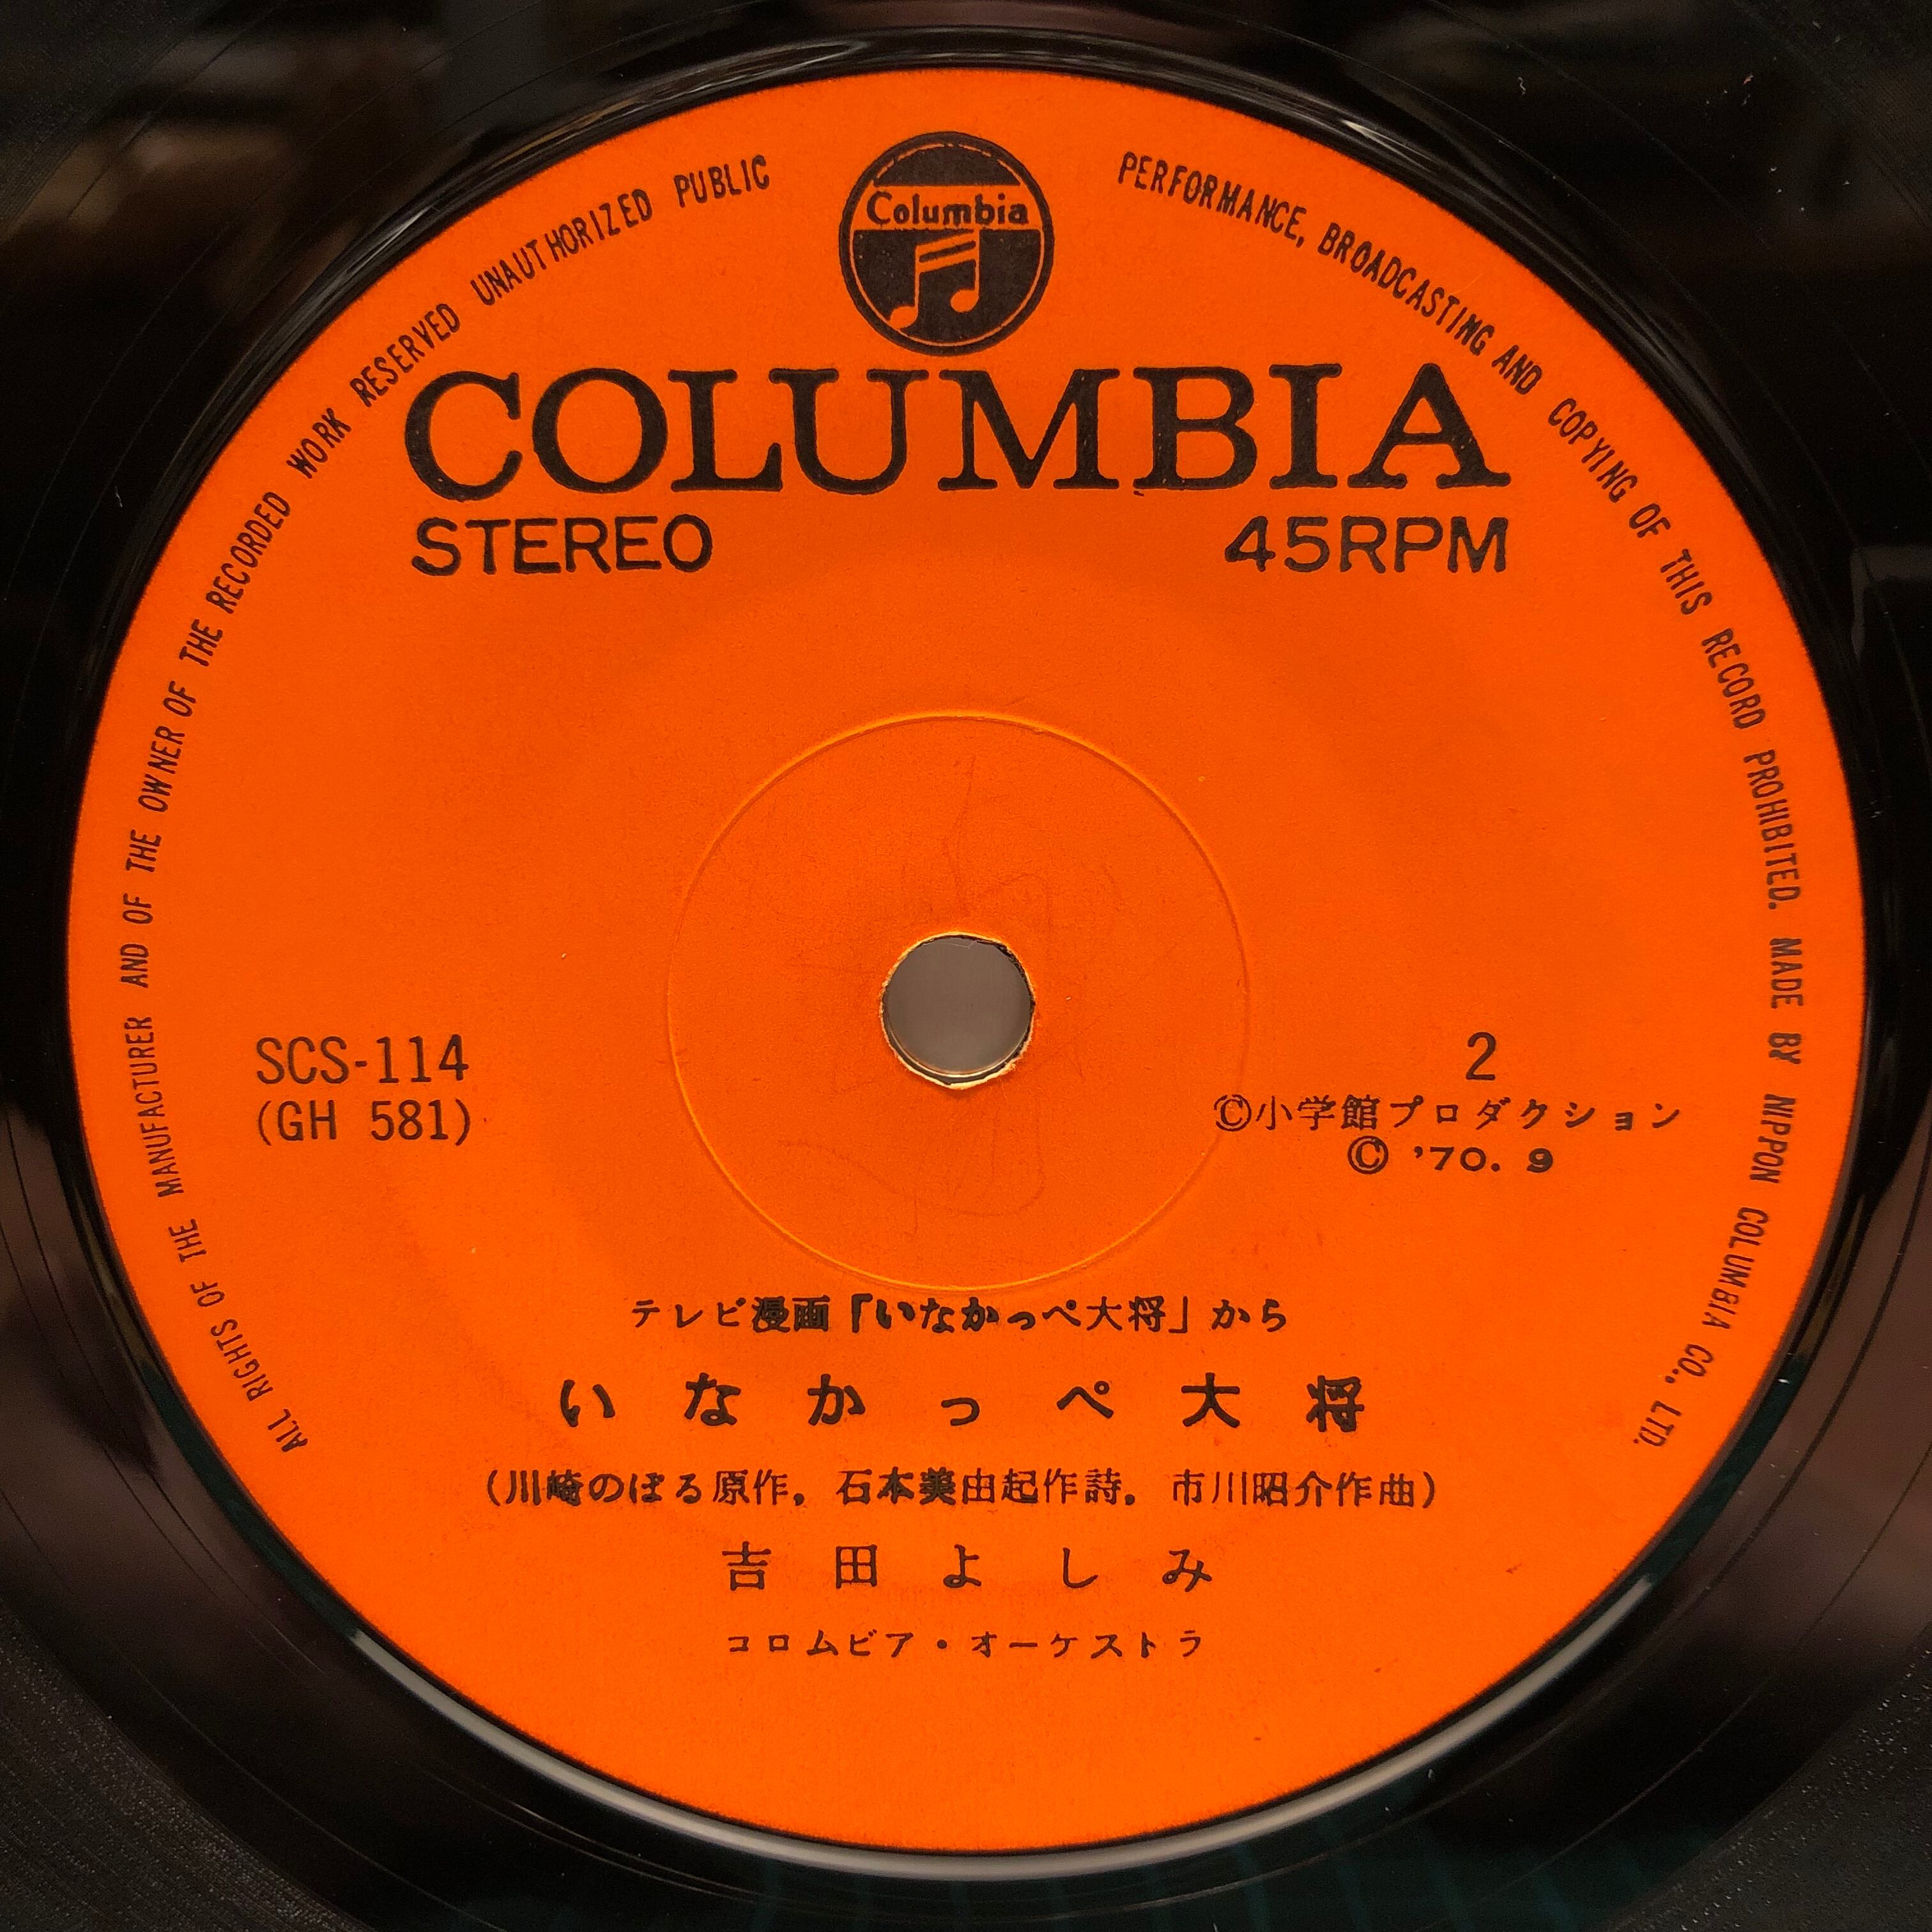 ALL RIGHTS OF THE MANUFACTURER AND OF THE OWNER OF THE RECORDED WORK RESERVED UNAUTHORIZED PUBLIC PERFORMANCE, BROADCASTING AND COPYING OF THIS RECORD PROHIBITED. MADE BY NIPPON COLUMBIA CO., LTD.
Columbia
COLUMBIA
STEREO 45RPM
SCS-114
(GH 581)
2
©小学館プロダクション
© '70. 9
テレビ漫画「いなかっぺ大将」から
いなかっぺ大将
(川崎のぼる原作．石本美由起作詩．市川昭介作曲)
吉田よしみ
コロムビア・オーケストラ